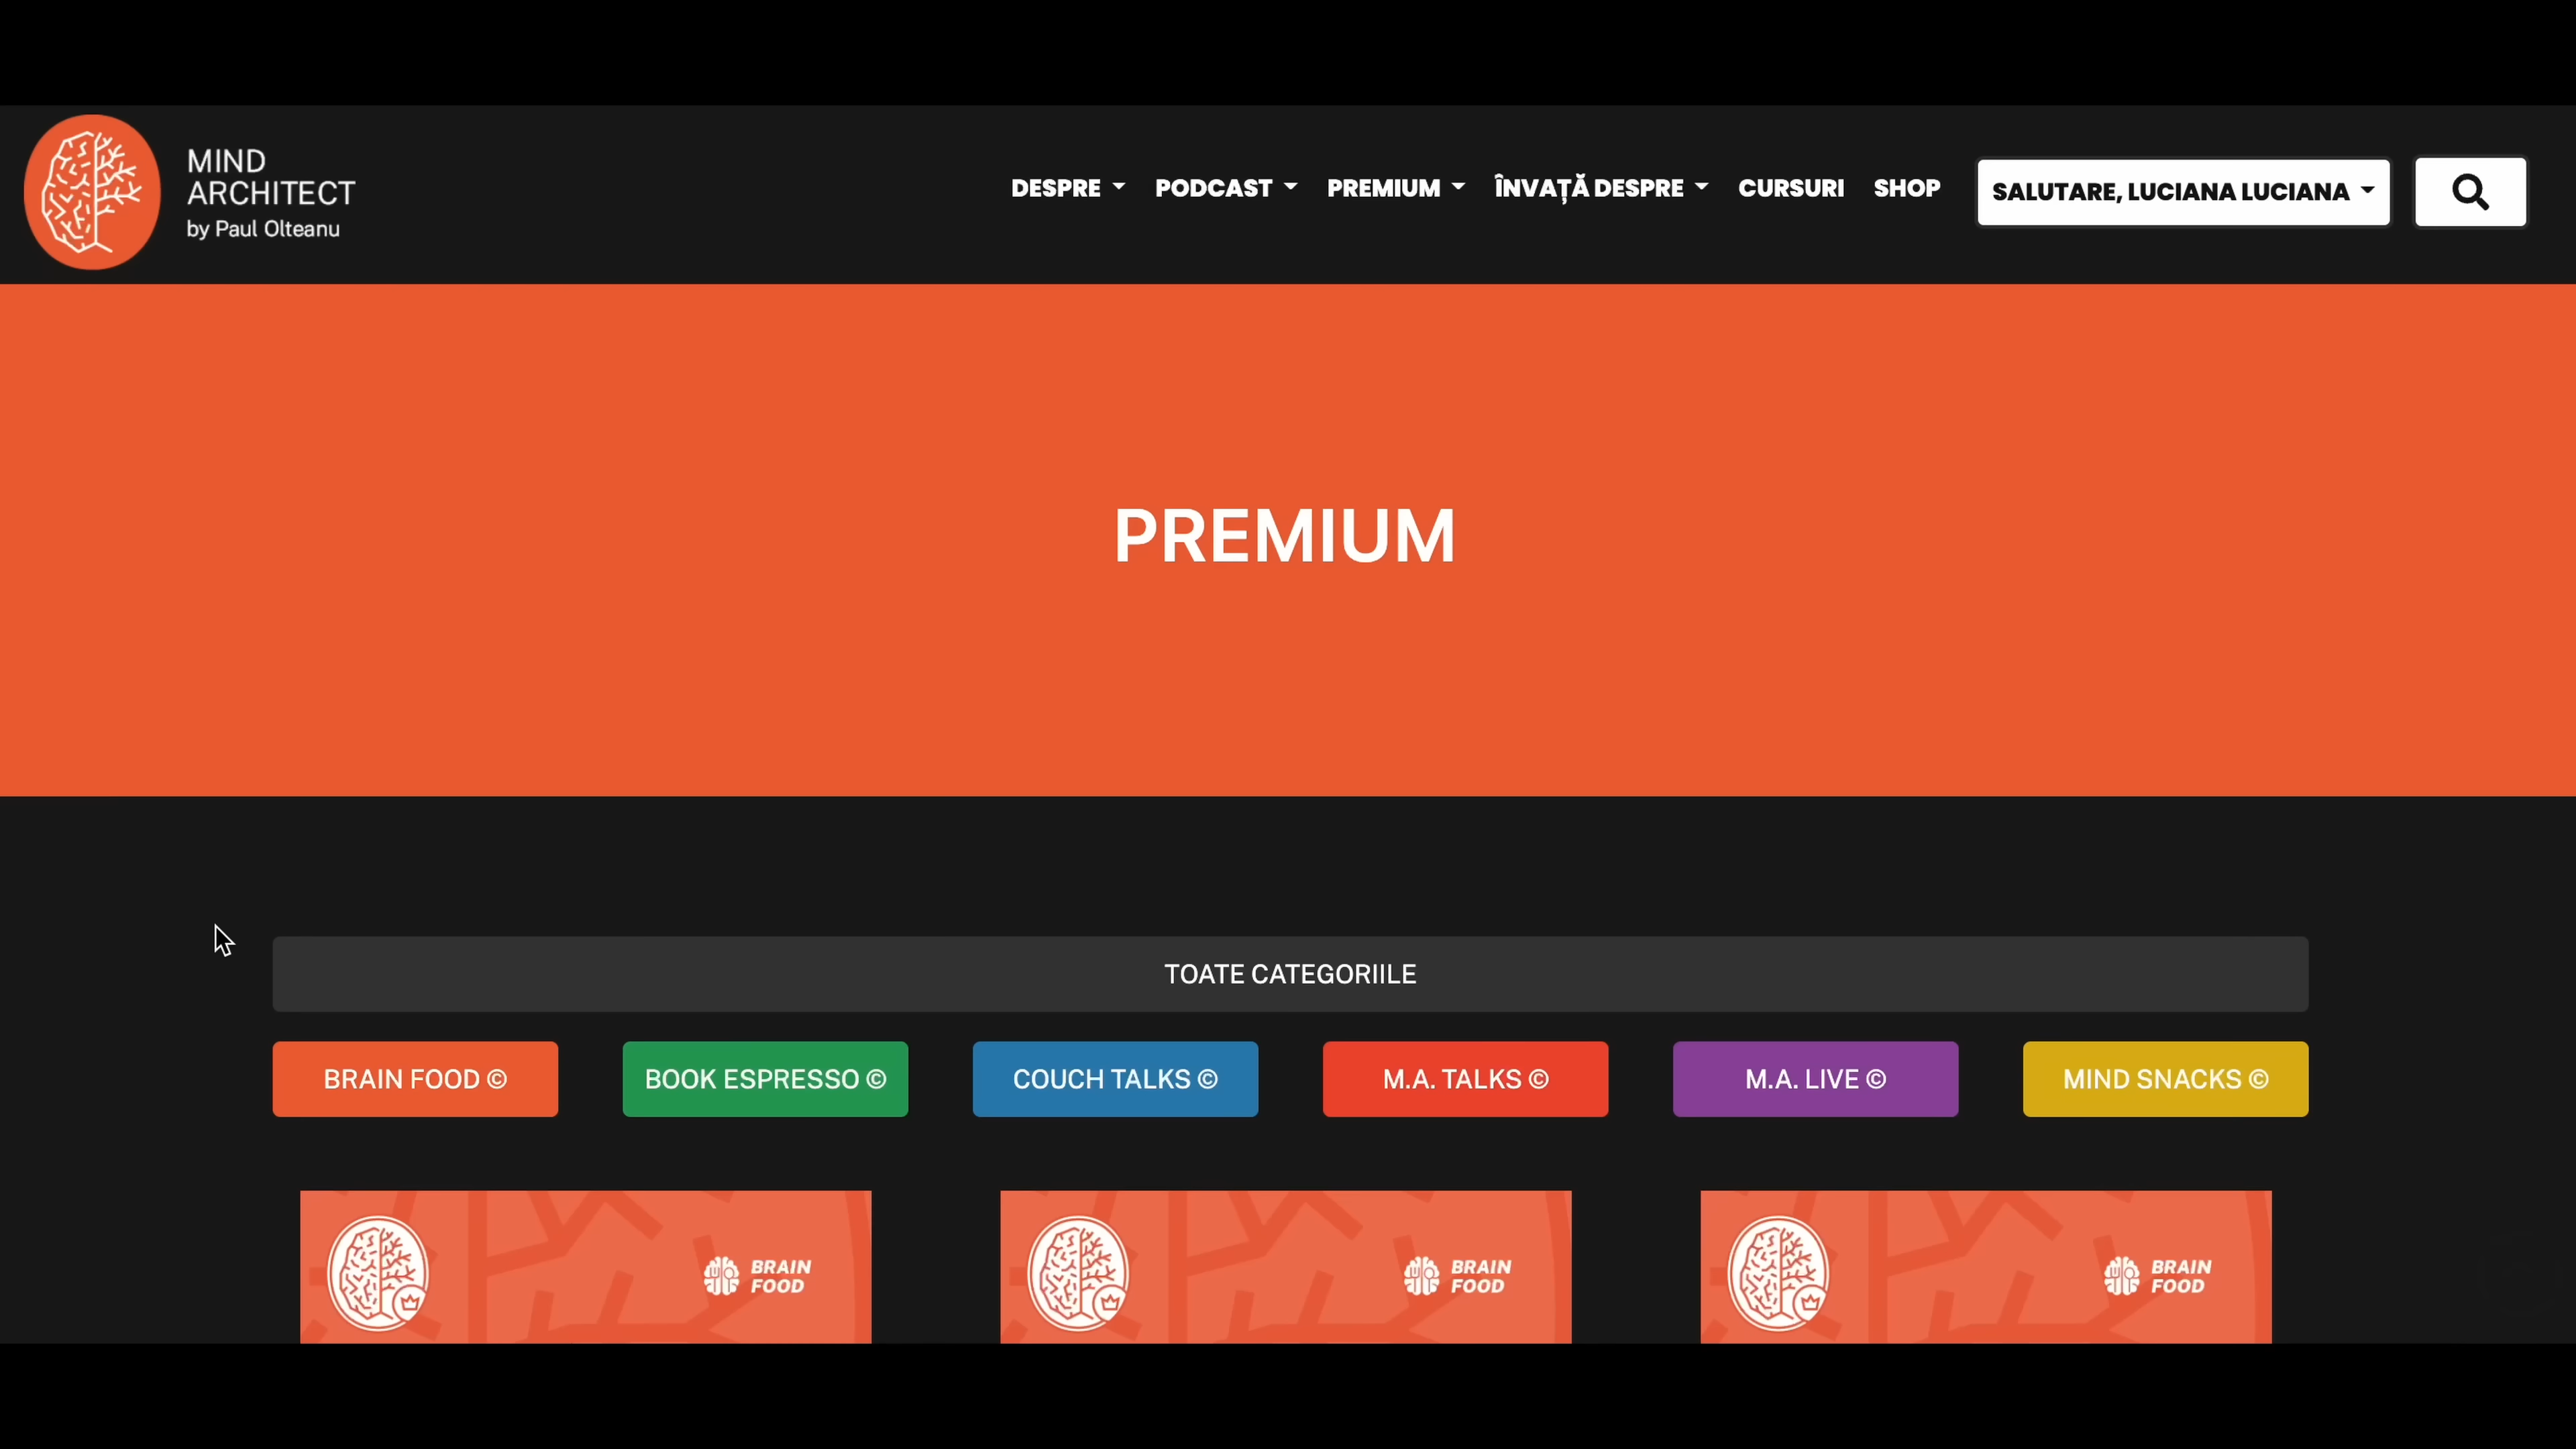 MIND
ARCHITECT
by Paul Olteanu
DESPRE PODCAST PREMIUM ÎNVAȚĂ DESPRE CURSURI SHOP SALUTARE, LUCIANA LUCIANA
PREMIUM
TOATE CATEGORIILE
BRAIN FOOD © BOOK ESPRESSO © COUCH TALKS © M.A. TALKS © M.A. LIVE © MIND SNACKS ©
BRAIN
FOOD
BRAIN
FOOD
BRAIN
FOOD